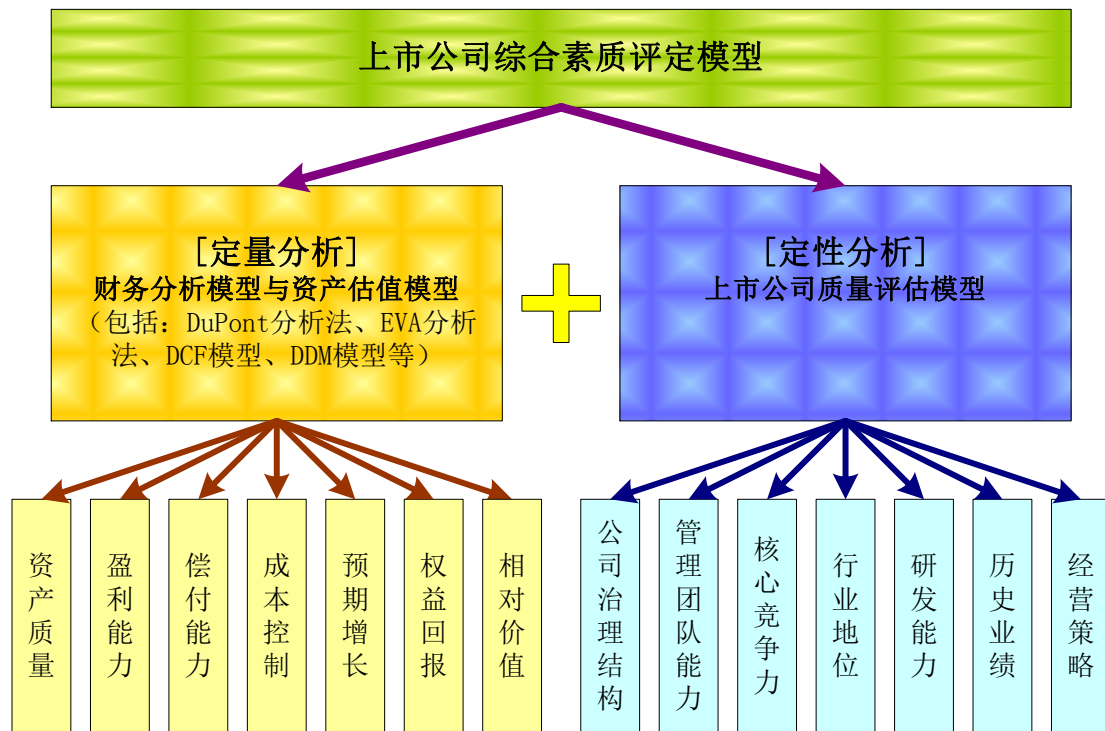 上市公司综合素质评定模型
[定量分析]
财务分析模型与资产估值模型
（包括：DuPont分析法、EVA分析
法、DCF模型、DDM模型等）
[定性分析]
上市公司质量评估模型
资产质量
盈利能力
偿付能力
成本控制
预期增长
权益回报
相对价值
公司治理结构
管理团队能力
核心竞争力
行业地位
研发能力
历史业绩
经营策略